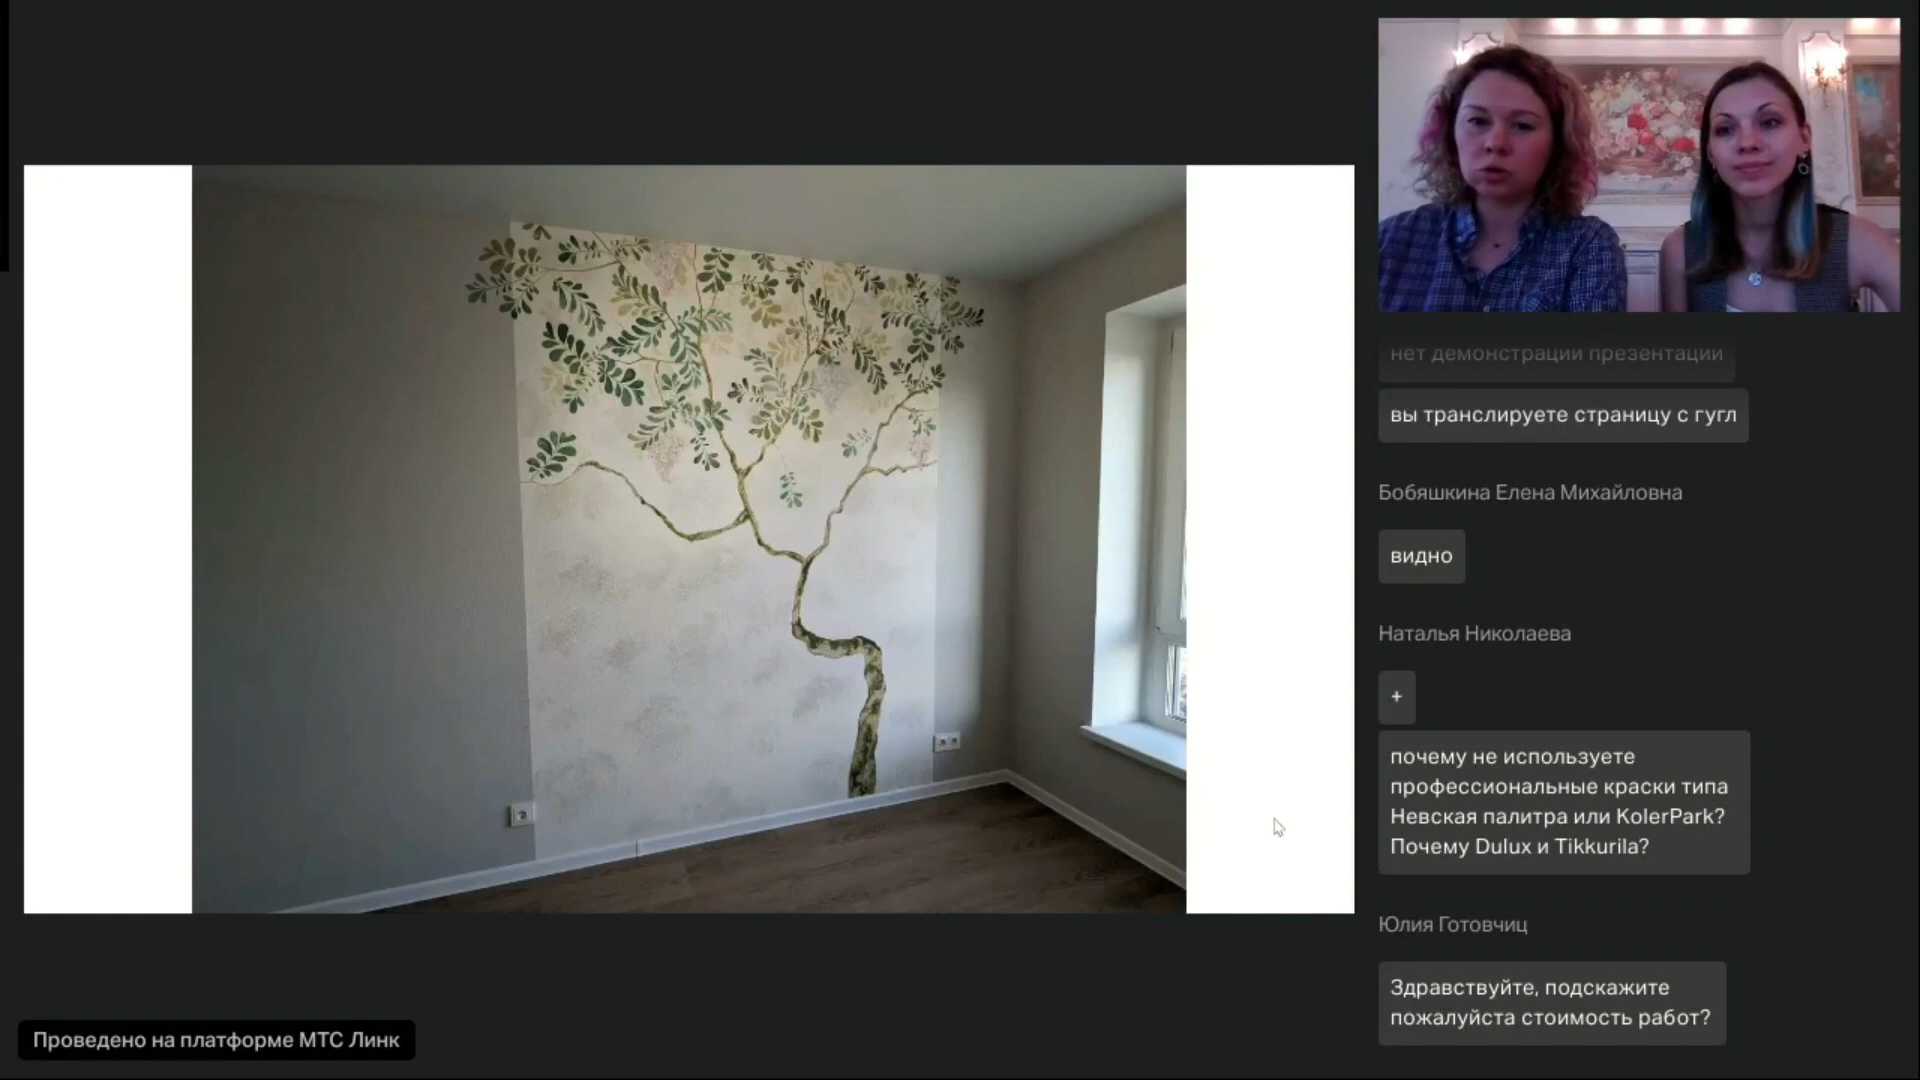 нет демонстрации презентации
вы транслируете страницу с гугл
Бобяшкина Елена Михайловна
видно
Наталья Николаева
+
почему не используете
профессиональные краски типа
Невская палитра или KolerPark?
Почему Dulux и Tikkurila?
Юлия Готовчиц
Здравствуйте, подскажите
пожалуйста стоимость работ?
Проведено на платформе МТС Линк